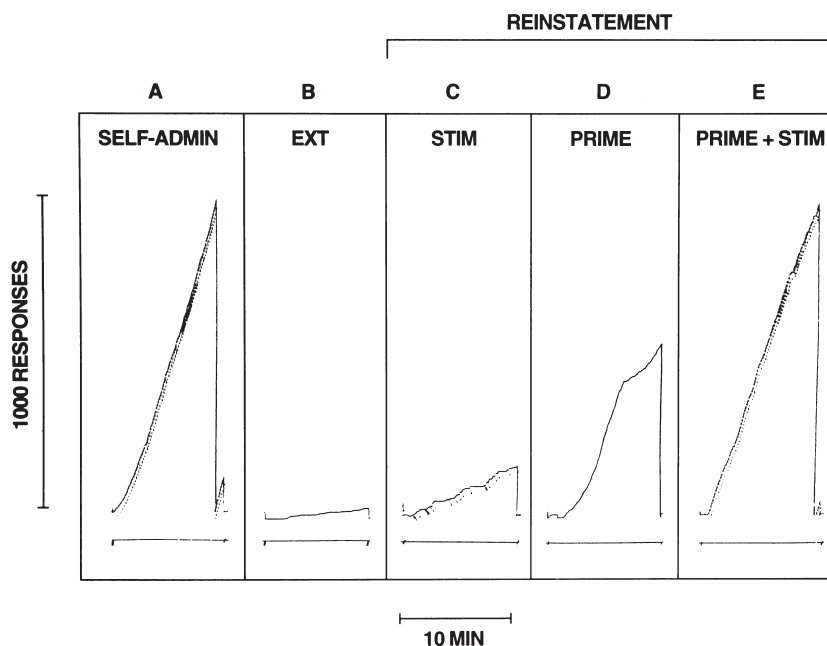 REINSTATEMENT
A B C D E
SELF-ADMIN EXT STIM PRIME PRIME + STIM
1000 RESPONSES
10 MIN